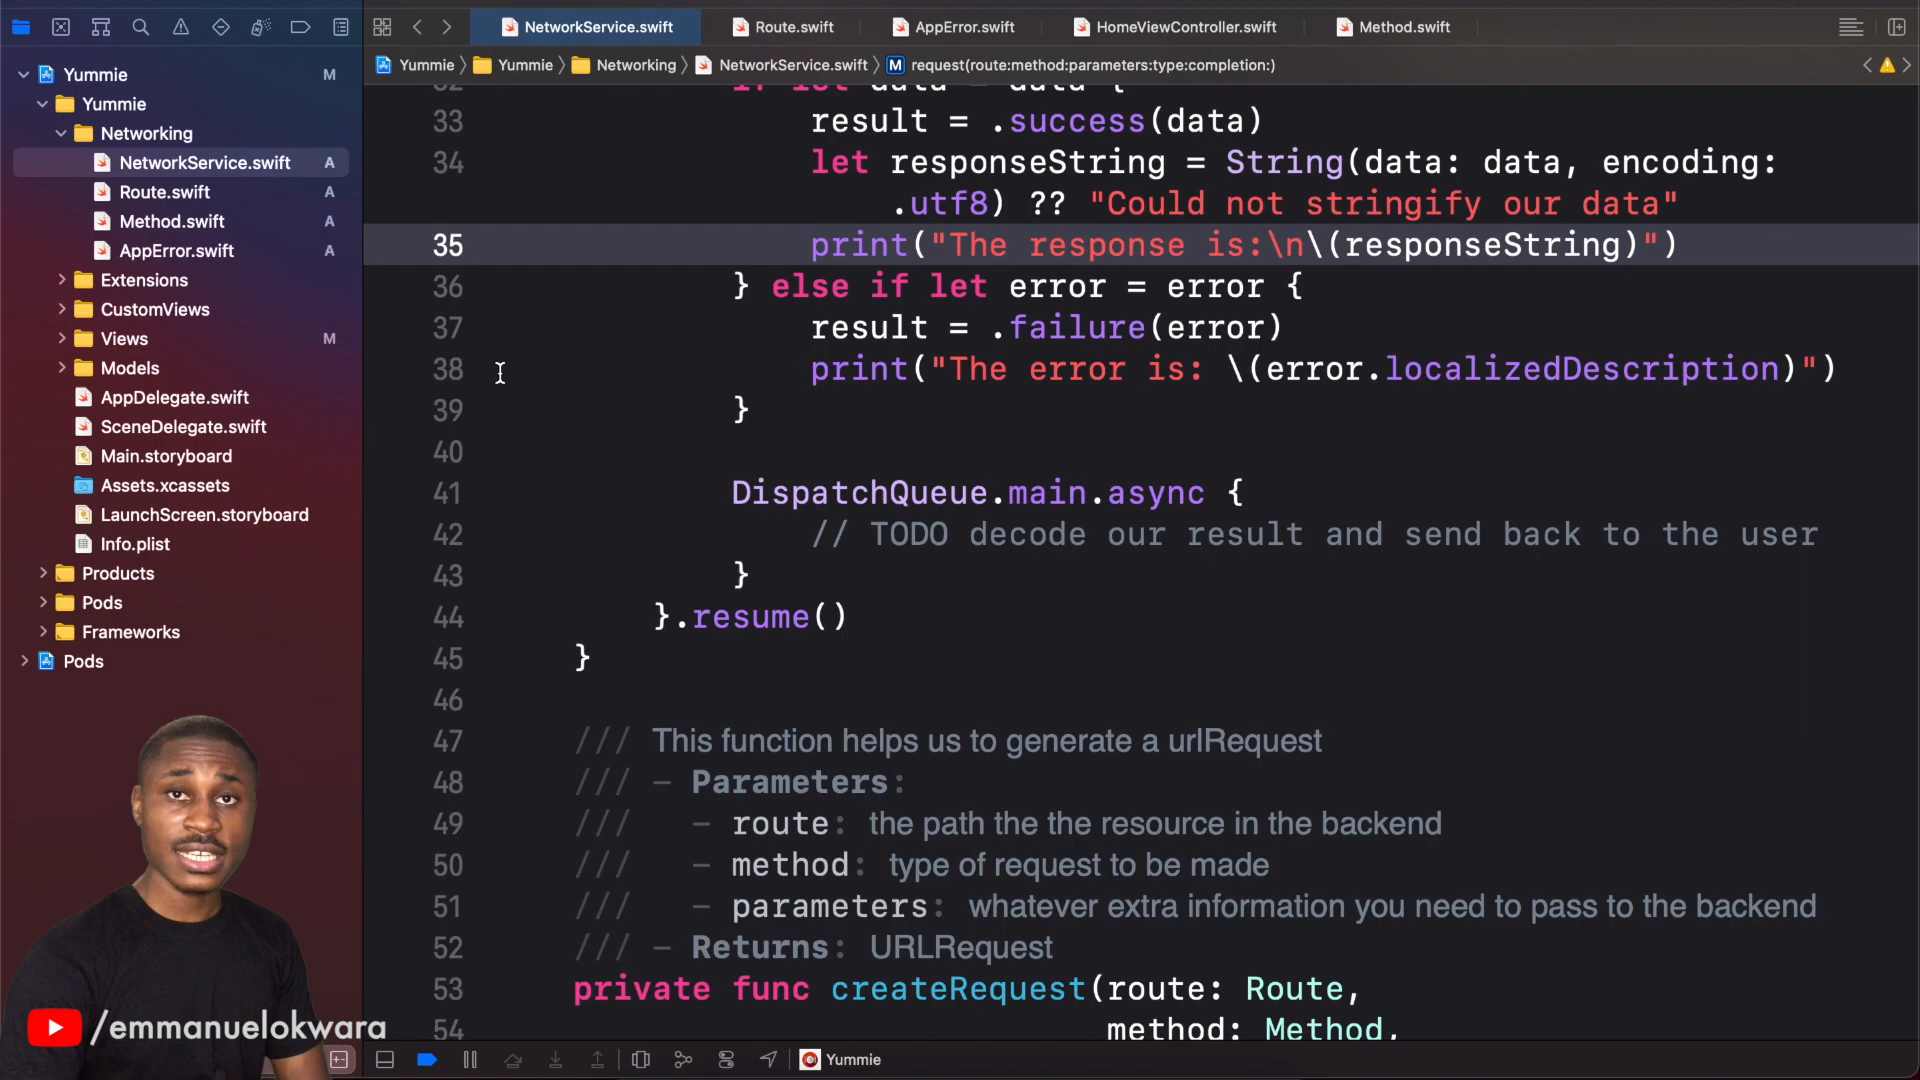 NetworkService.swift
Route.swift
AppError.swift
HomeViewController.swift
Method.swift
Yummie
Yummie
Networking
NetworkService.swift
M
request(route:method:parameters:type:completion:)
Yummie
M
Yummie
Networking
NetworkService.swift
A
Route.swift
A
Method.swift
A
AppError.swift
A
Extensions
CustomViews
Views
M
Models
AppDelegate.swift
SceneDelegate.swift
Main.storyboard
Assets.xcassets
LaunchScreen.storyboard
Info.plist
Products
Pods
Frameworks
Pods
32 if let data = data {
33 result = .success(data)
34 let responseString = String(data: data, encoding:
.utf8) ?? "Could not stringify our data"
35 print("The response is:\n\(responseString)")
36 } else if let error = error {
37 result = .failure(error)
38 print("The error is: \(error.localizedDescription)")
39 }
40
41 DispatchQueue.main.async {
42 // TODO decode our result and send back to the user
43 }
44 }.resume()
45 }
46
47 /// This function helps us to generate a urlRequest
48 /// - Parameters:
49 /// - route: the path the the resource in the backend
50 /// - method: type of request to be made
51 /// - parameters: whatever extra information you need to pass to the backend
52 /// - Returns: URLRequest
53 private func createRequest(route: Route,
54 method: Method,
/emmanuelokwara
Yummie